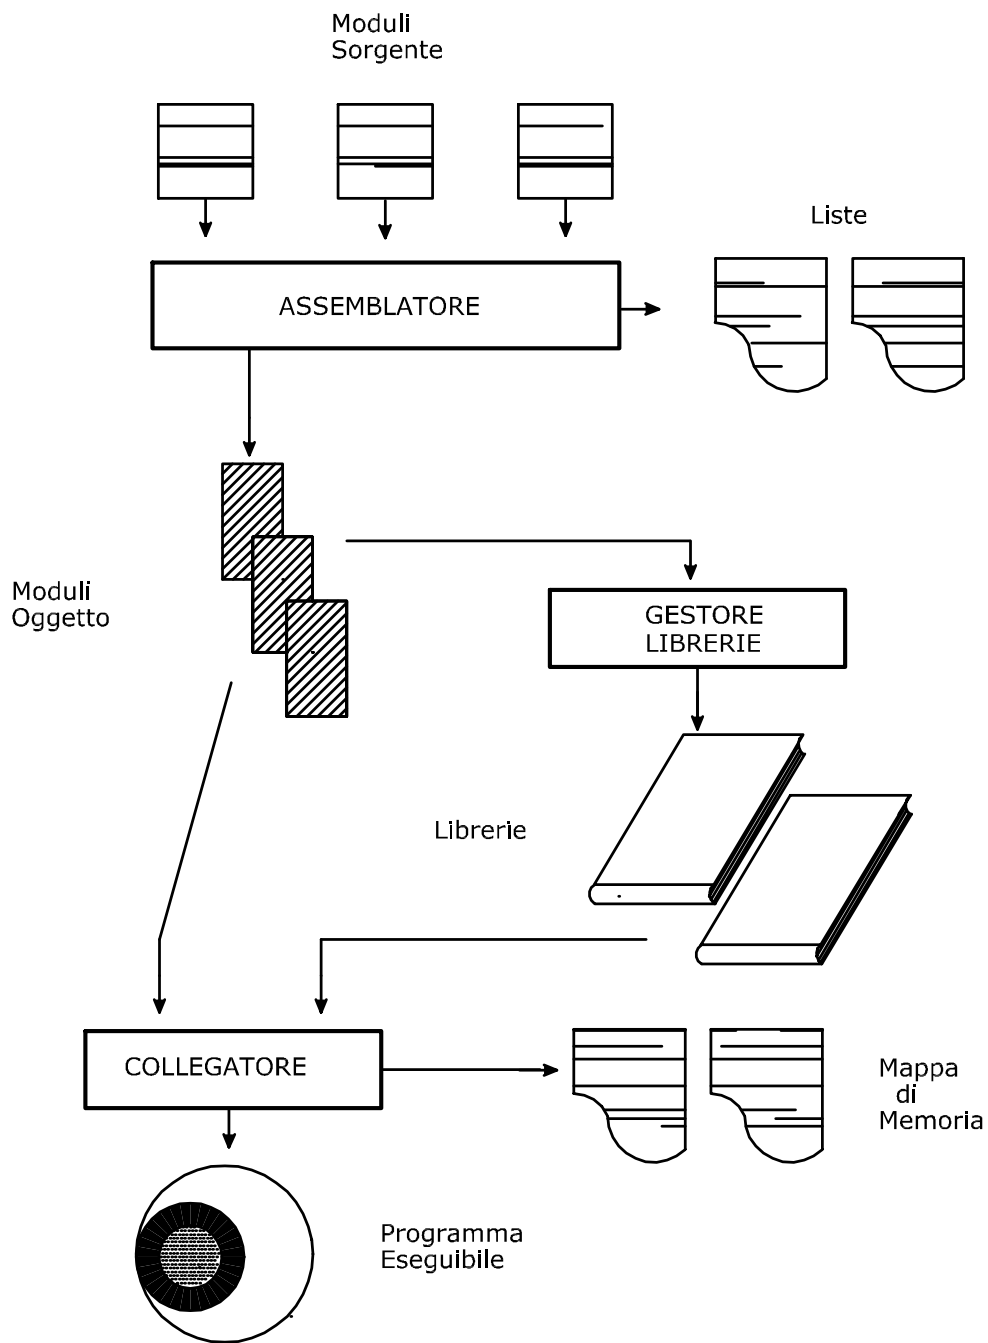 Moduli
Sorgente
Liste
ASSEMBLATORE
Moduli
Oggetto
GESTORE
LIBRERIE
Librerie
COLLEGATORE
Mappa
di
Memoria
Programma
Eseguibile